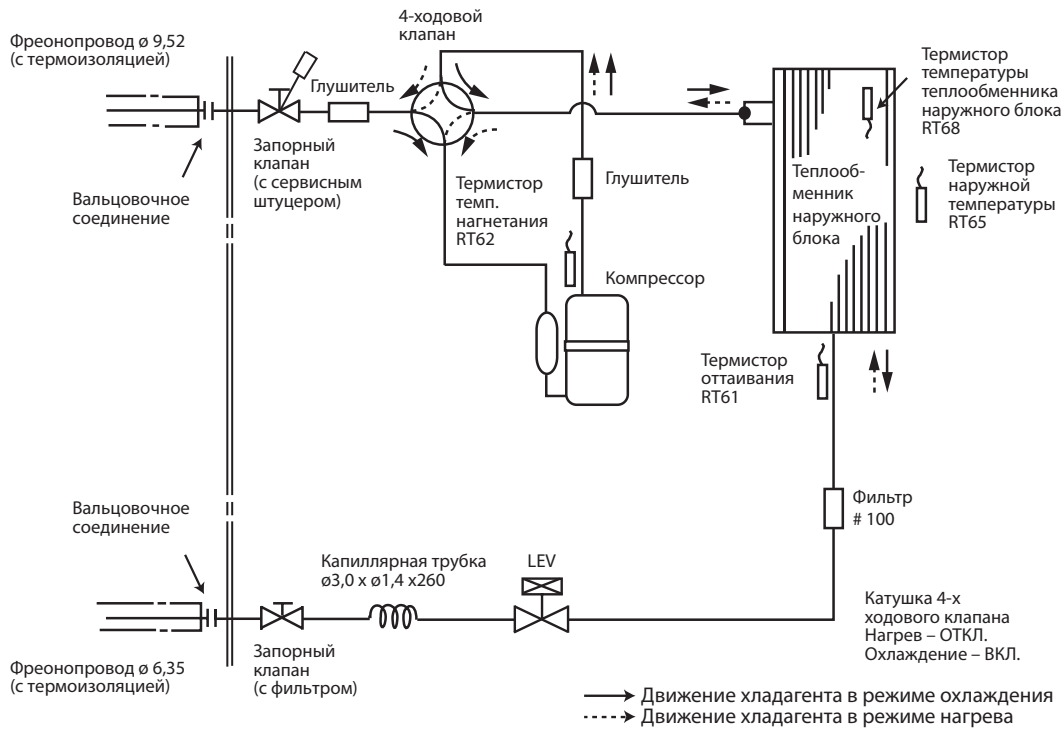 4-ходовой
клапан
Фреонопровод ø 9,52
(с термоизоляцией)
Глушитель
Термистор
температуры
теплообменника
наружного блока
RT68
Запорный
клапан
(с сервисным
штуцером)
Вальцовочное
соединение
Термистор
темп.
нагнетания
RT62
Глушитель
Теплооб-
менник
наружного
блока
Термистор
наружной
температуры
RT65
Компрессор
Термистор
оттаивания
RT61
Вальцовочное
соединение
Фильтр
# 100
Капиллярная трубка
ø3,0 x ø1,4 x260
LEV
Катушка 4-х
ходового клапана
Нагрев – ОТКЛ.
Охлаждение – ВКЛ.
Фреонопровод ø 6,35
(с термоизоляцией)
Запорный
клапан
(с фильтром)
Движение хладагента в режиме охлаждения
Движение хладагента в режиме нагрева